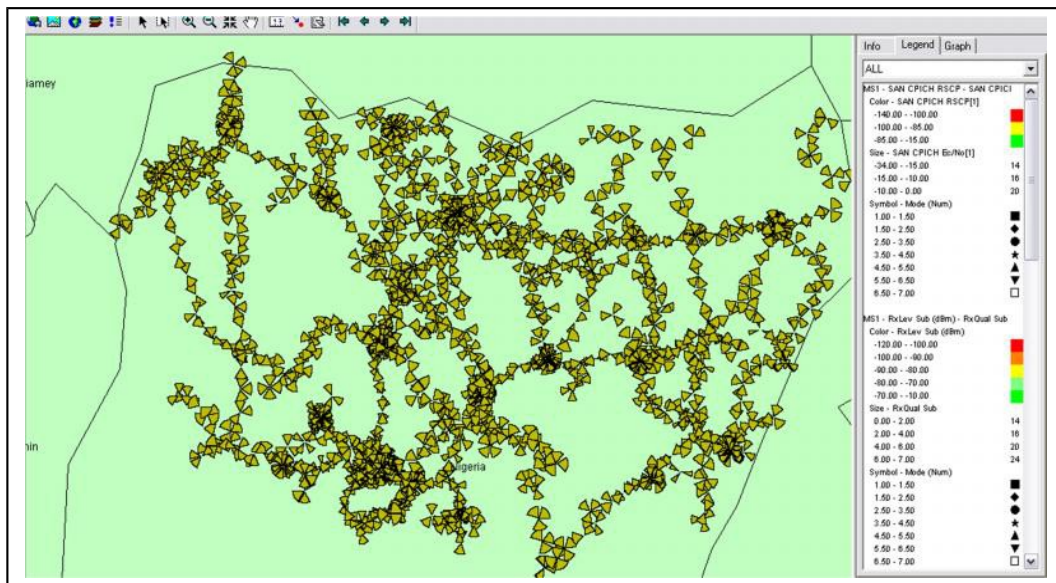 iamey
nin
igeria
Info Legend Graph
ALL
MS1 - SAN CPICH RSCP - SAN CPICI
Color - SAN CPICH RSCP[1]
-140.00 - -100.00
-100.00 - -85.00
-85.00 - -15.00
Size - SAN CPICH Ec/No[1]
-34.00 - -15.00 14
-15.00 - -10.00 16
-10.00 - 0.00 20
Symbol - Mode (Num)
1.00 - 1.50
1.50 - 2.50
2.50 - 3.50
3.50 - 4.50
4.50 - 5.50
5.50 - 6.50
6.50 - 7.00
MS1 - RxLev Sub (dBm) - RxQual Sub
Color - RxLev Sub (dBm)
-120.00 - -100.00
-100.00 - -90.00
-90.00 - -80.00
-80.00 - -70.00
-70.00 - -10.00
Size - RxQual Sub
0.00 - 2.00 14
2.00 - 4.00 16
4.00 - 6.00 20
6.00 - 7.00 24
Symbol - Mode (Num)
1.00 - 1.50
1.50 - 2.50
2.50 - 3.50
3.50 - 4.50
4.50 - 5.50
5.50 - 6.50
6.50 - 7.00